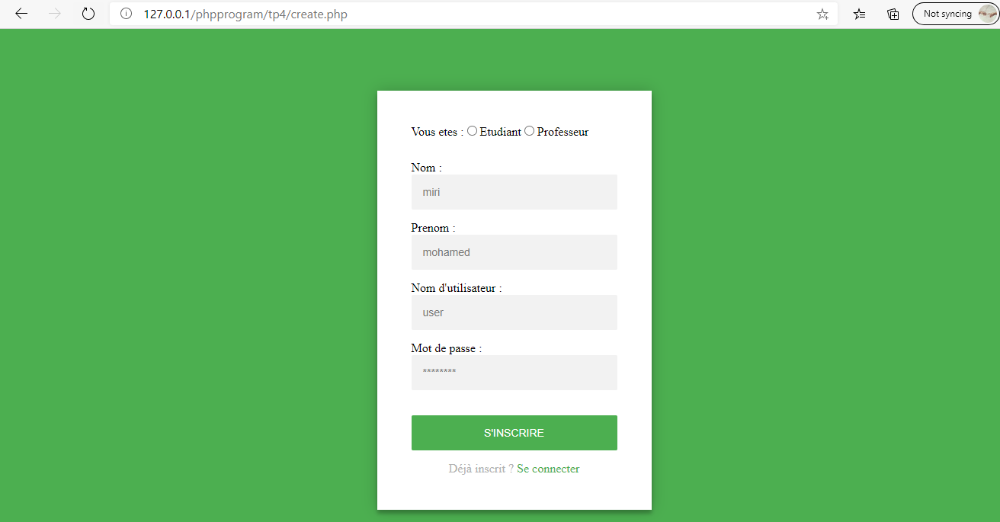 127.0.0.1/phpprogram/tp4/create.php
Not syncing
Vous etes : Etudiant Professeur
Nom :
miri
Prenom :
mohamed
Nom d'utilisateur :
user
Mot de passe :
********
S'INSCRIRE
Déjà inscrit ? Se connecter